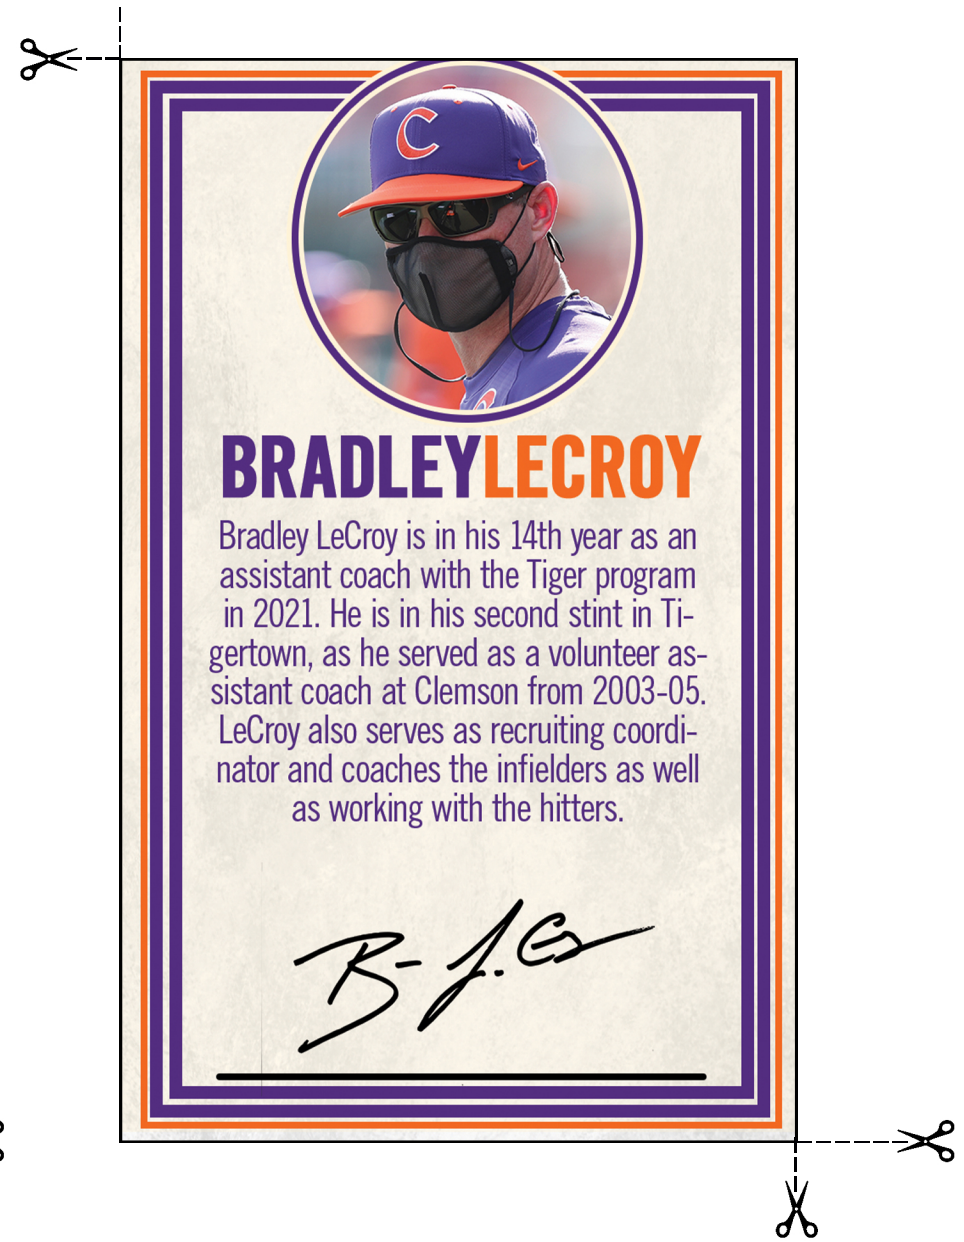 C
BRADLEYLECROY
Bradley LeCroy is in his 14th year as an
assistant coach with the Tiger program
in 2021. He is in his second stint in Ti-
gertown, as he served as a volunteer as-
sistant coach at Clemson from 2003-05.
LeCroy also serves as recruiting coordi-
nator and coaches the infielders as well
as working with the hitters.